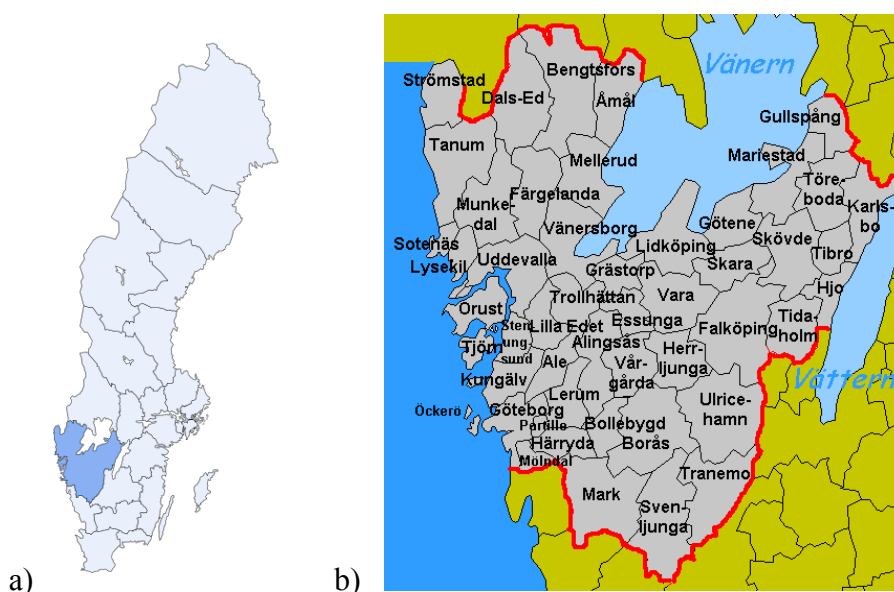 Strömstad
Bengtsfors
Dals-Ed
Åmål
Vänern
Gullspång
Tanum
Mellerud
Mariestad
Töre-
boda
Färgelanda
Munke-
dal
Karls-
bo
Vänersborg
Götene
Skövde
Sotenäs
Lidköping
Lysekil
Uddevalla
Skara
Tibro
Grästorp
Hjo
Trollhättan
Vara
Orust
Tida-
holm
Sten
ung
sund
Lilla Edet
Essunga
Falköping
Alingsås
Tjörn
Ale
Vår-
gårda
Herr-
ljunga
Vättern
Kungälv
Lerum
Ulrice-
hamn
Öckerö
Göteborg
Partille
Bollebygd
Härryda
Borås
Mölndal
Tranemo
Mark
Sven-
ljunga
a)
b)